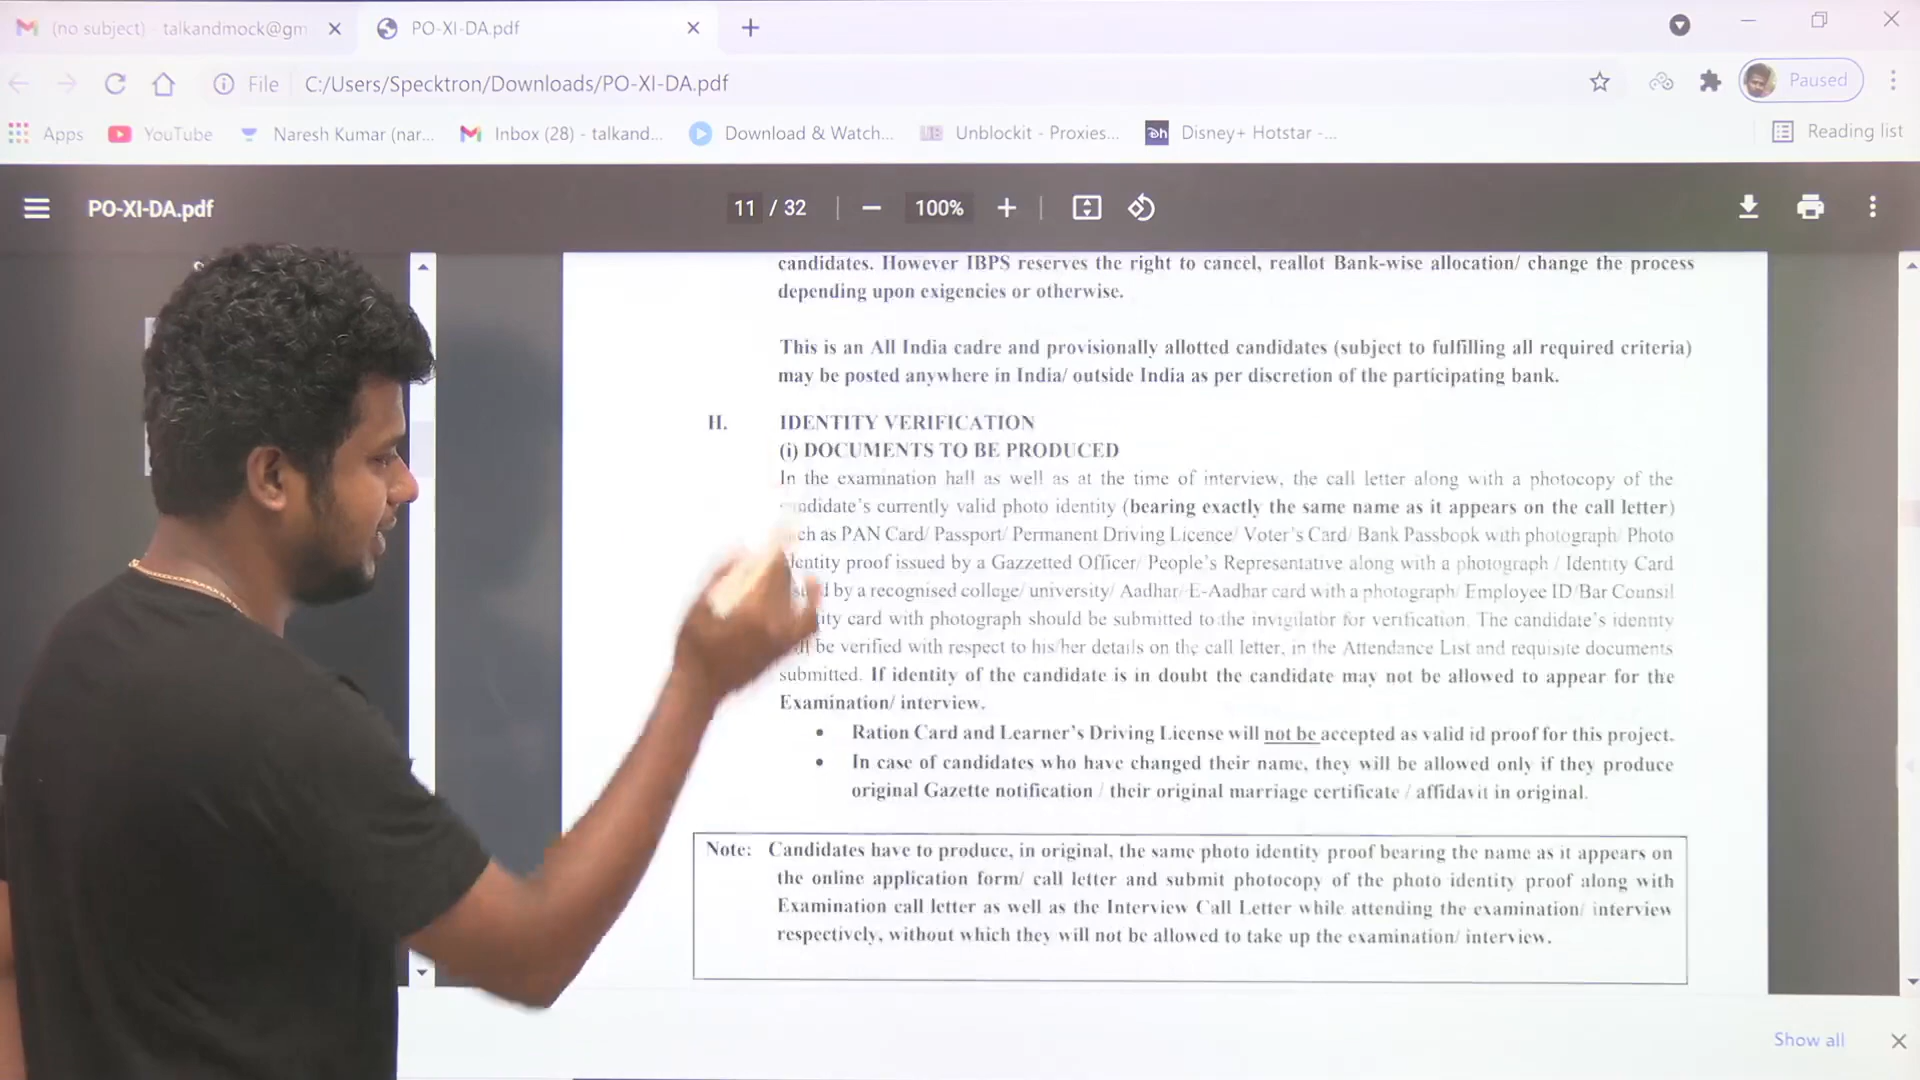 (no subject) - talkandmock@gm
PO-XI-DA.pdf
File
C:/Users/Specktron/Downloads/PO-XI-DA.pdf
Paused
Apps
YouTube
Naresh Kumar (nar...
Inbox (28) - talkand...
Download & Watch...
Unblockit - Proxies...
Disney+ Hotstar -...
Reading list
PO-XI-DA.pdf
11 / 32
100%
candidates. However IBPS reserves the right to cancel, reallot Bank-wise allocation/ change the process
depending upon exigencies or otherwise.
This is an All India cadre and provisionally allotted candidates (subject to fulfilling all required criteria)
may be posted anywhere in India/ outside India as per discretion of the participating bank.
H. IDENTITY VERIFICATION
(i) DOCUMENTS TO BE PRODUCED
In the examination hall as well as at the time of interview, the call letter along with a photocopy of the
currently valid photo identity (bearing exactly the same name as it appears on the call letter)
as PAN Card/ Passport/ Permanent Driving Licence/ Voter's Card/ Bank Passbook with photograph/ Photo
proof issued by a Gazzetted Officer/ People's Representative along with a photograph / Identity Card
by a recognised college/ university/ Aadhar/ E-Aadhar card with a photograph/ Employee ID/Bar Counsil
card with photograph should be submitted to the invigilator for verification. The candidate's identity
be verified with respect to his/her details on the call letter, in the Attendance List and requisite documents
submitted. If identity of the candidate is in doubt the candidate may not be allowed to appear for the
Examination/ interview.
• Ration Card and Learner's Driving License will not be accepted as valid id proof for this project.
• In case of candidates who have changed their name, they will be allowed only if they produce
original Gazette notification / their original marriage certificate / affidavit in original.
Note: Candidates have to produce, in original, the same photo identity proof bearing the name as it appears on
the online application form/ call letter and submit photocopy of the photo identity proof along with
Examination call letter as well as the Interview Call Letter while attending the examination/ interview
respectively, without which they will not be allowed to take up the examination/ interview.
Show all